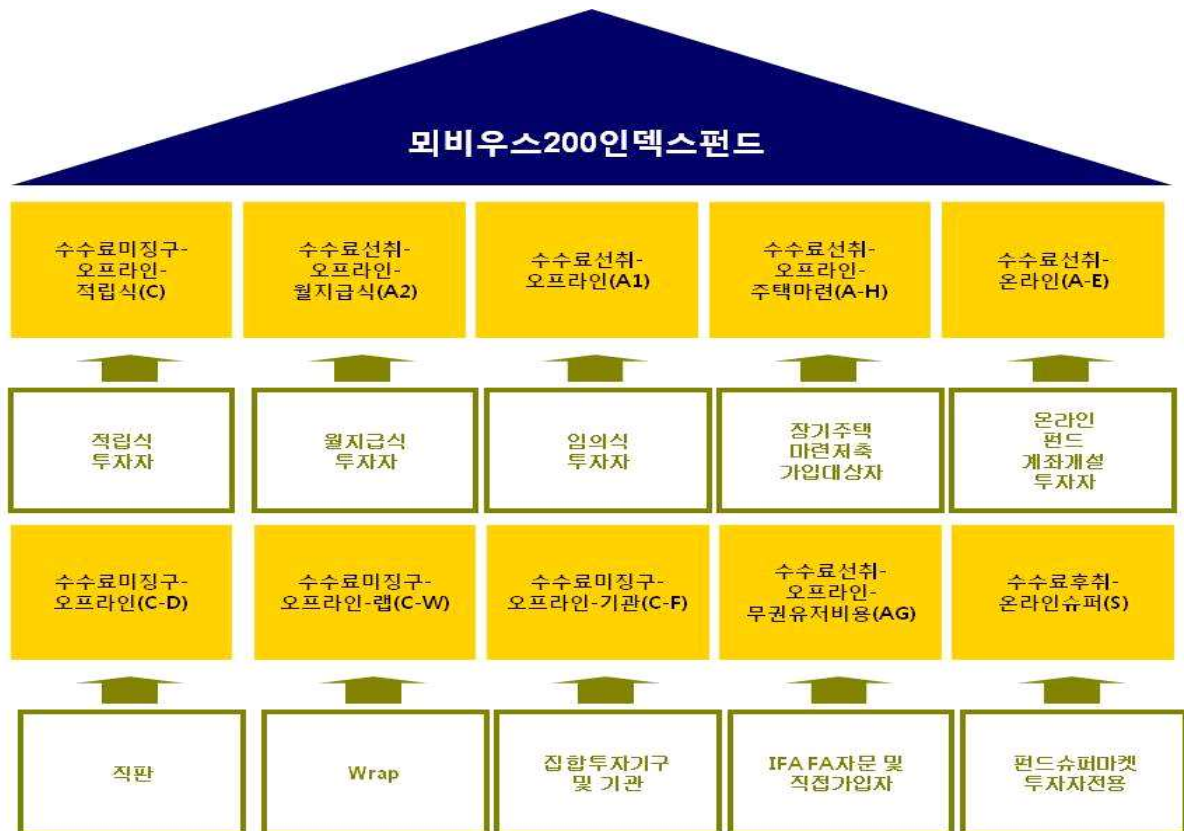 뫼비우스200인덱스펀드
수수료미징구-
오프라인-
적립식(C)
수수료선취-
오프라인-
월지급식(A2)
수수료선취-
오프라인(A1)
수수료선취-
오프라인-
주택마련(A-H)
수수료선취-
온라인(A-E)
적립식
투자자
월지급식
투자자
임의식
투자자
장기주택
마련저축
가입대상자
온라인
펀드
계좌개설
투자자
수수료미징구-
오프라인(C-D)
수수료미징구-
오프라인-랩(C-W)
수수료미징구-
오프라인-기관(C-F)
수수료선취-
오프라인-
무권유저비용(AG)
수수료후취-
온라인슈퍼(S)
직판
Wrap
집합투자기구
및 기관
IFA FA자문 및
직접가입자
펀드슈퍼마켓
투자자전용